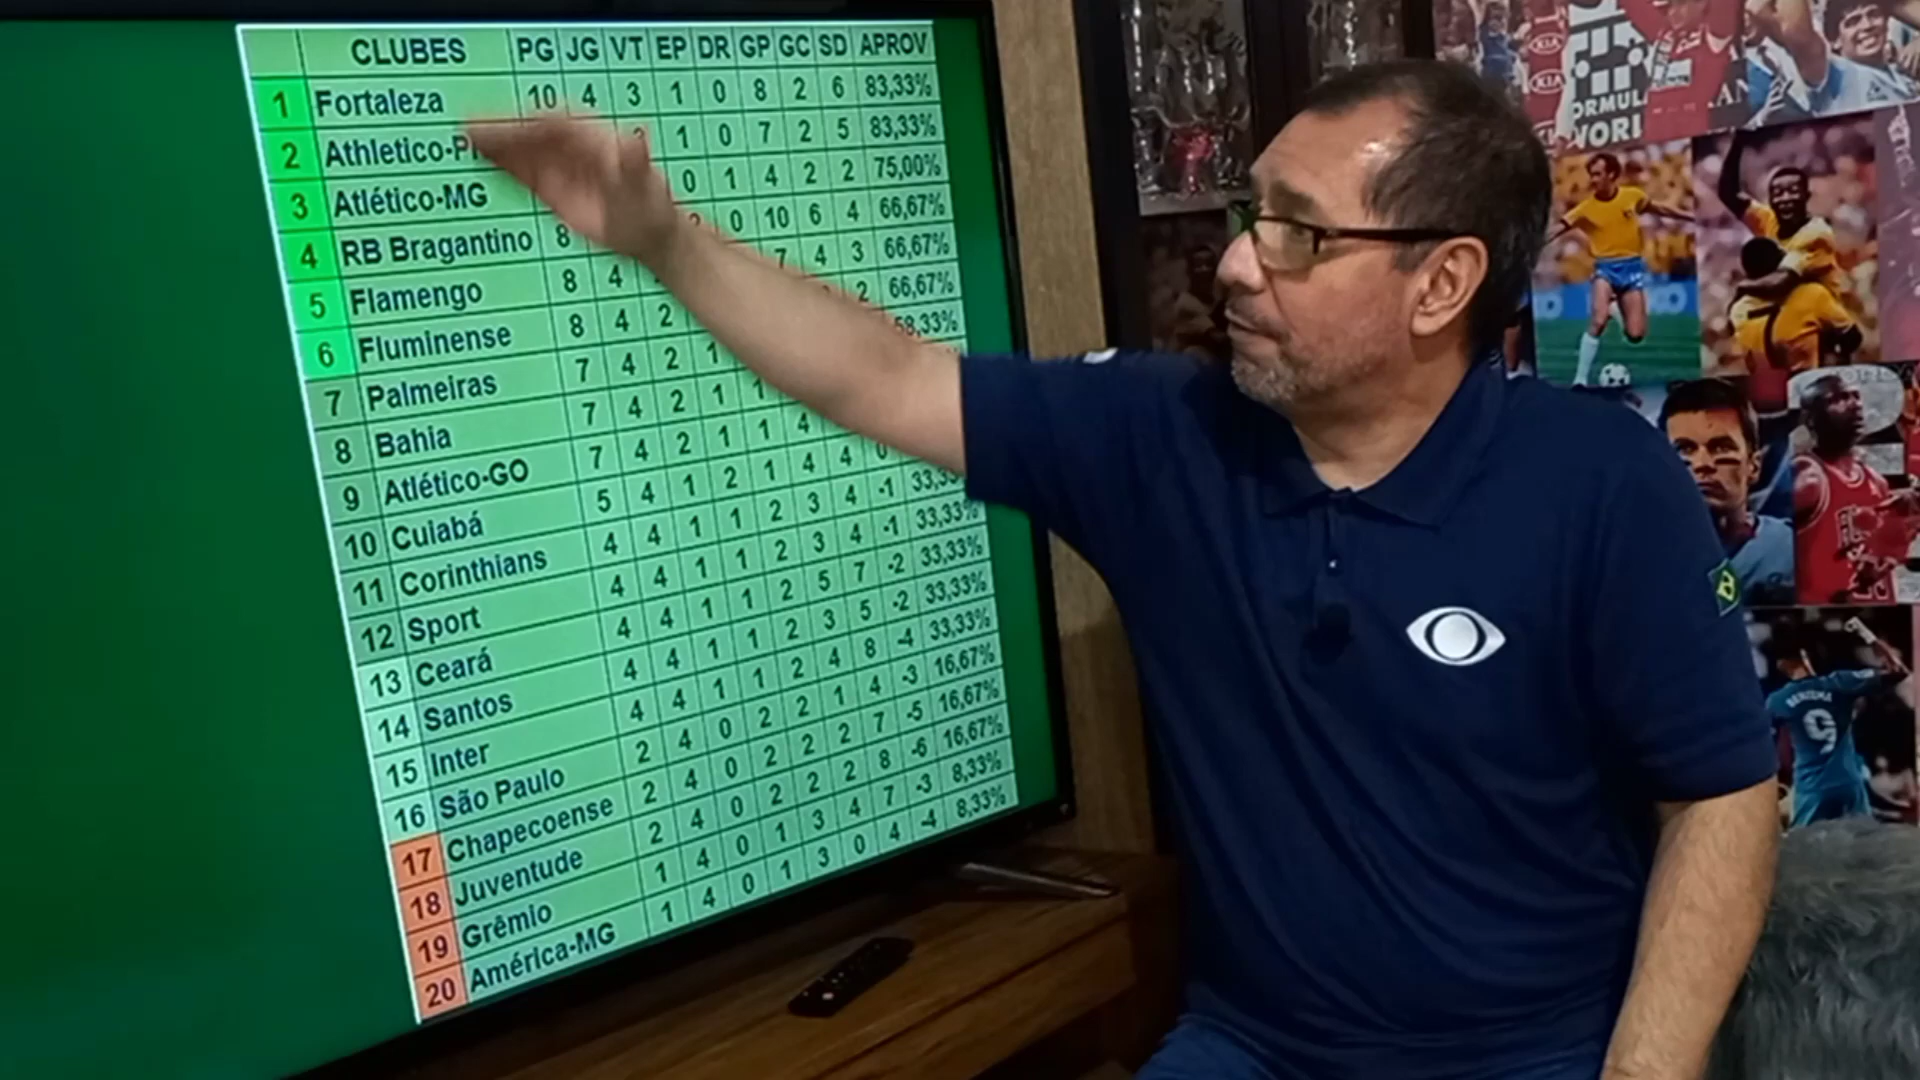 CLUBES PG JG VT EP DR GP GC SD APROV
1 Fortaleza 10 4 3 1 0 8 2 6 83,33%
2 1 0 7 2 5 83,33%
3 Atlético-MG 0 1 4 2 2 75,00%
4 RB Bragantino 8 0 10 6 4 66,67%
5 Flamengo 8 4 7 4 3 66,67%
6 Fluminense 8 4 2 2 66,67%
7 Palmeiras 7 4 2 1 58,33%
8 Bahia 7 4 2 1 1
9 Atlético-GO 7 4 2 1 1 4
10 Cuiabá 5 4 1 2 1 4 4 0
11 Corinthians 4 4 1 1 2 3 4 -1 33,33%
12 Sport 4 4 1 1 2 3 4 -1 33,33%
13 Ceará 4 4 1 1 2 5 7 -2 33,33%
14 Santos 4 4 1 1 2 3 5 -2 33,33%
15 Inter 4 4 1 1 2 4 8 -4 33,33%
16 São Paulo 2 4 0 2 2 1 4 -3 16,67%
17 Chapecoense 2 4 0 2 2 2 7 -5 16,67%
18 Juventude 2 4 0 2 2 2 8 -6 16,67%
19 Grêmio 1 4 0 1 3 4 7 -3 8,33%
20 América-MG 1 4 0 1 3 0 4 -4 8,33%
KIA
KIA
9